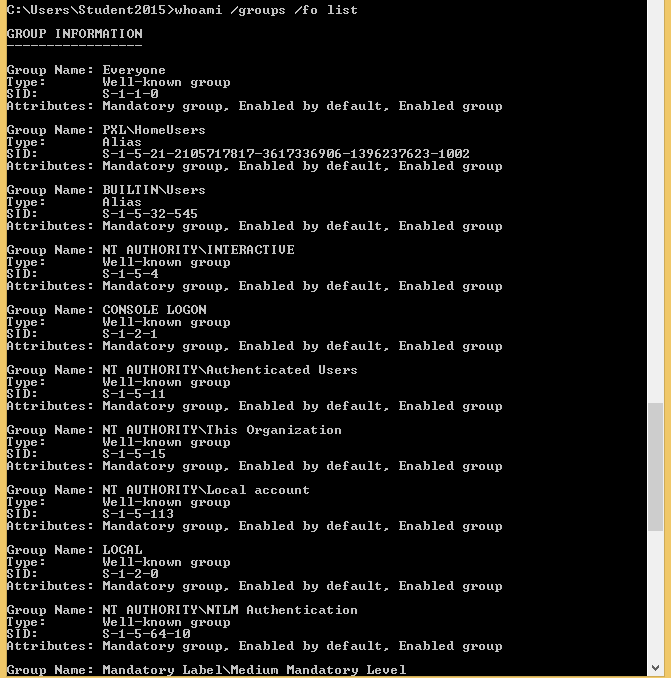 C:\Users\Student2015>whoami /groups /fo list
GROUP INFORMATION
-----------------
Group Name: Everyone
Type:       Well-known group
SID:        S-1-1-0
Attributes: Mandatory group, Enabled by default, Enabled group
Group Name: PXL\HomeUsers
Type:       Alias
SID:        S-1-5-21-2105717817-3617336906-1396237623-1002
Attributes: Mandatory group, Enabled by default, Enabled group
Group Name: BUILTIN\Users
Type:       Alias
SID:        S-1-5-32-545
Attributes: Mandatory group, Enabled by default, Enabled group
Group Name: NT AUTHORITY\INTERACTIVE
Type:       Well-known group
SID:        S-1-5-4
Attributes: Mandatory group, Enabled by default, Enabled group
Group Name: CONSOLE LOGON
Type:       Well-known group
SID:        S-1-2-1
Attributes: Mandatory group, Enabled by default, Enabled group
Group Name: NT AUTHORITY\Authenticated Users
Type:       Well-known group
SID:        S-1-5-11
Attributes: Mandatory group, Enabled by default, Enabled group
Group Name: NT AUTHORITY\This Organization
Type:       Well-known group
SID:        S-1-5-15
Attributes: Mandatory group, Enabled by default, Enabled group
Group Name: NT AUTHORITY\Local account
Type:       Well-known group
SID:        S-1-5-113
Attributes: Mandatory group, Enabled by default, Enabled group
Group Name: LOCAL
Type:       Well-known group
SID:        S-1-2-0
Attributes: Mandatory group, Enabled by default, Enabled group
Group Name: NT AUTHORITY\NTLM Authentication
Type:       Well-known group
SID:        S-1-5-64-10
Attributes: Mandatory group, Enabled by default, Enabled group
Group Name: Mandatory Label\Medium Mandatory Level